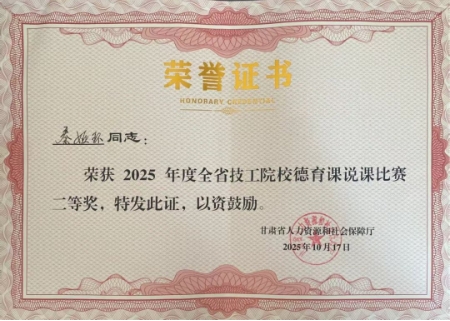 荣誉证书
HONORARY CREDENTIAL
秦 同志：
荣获 2025 年度全省技工院校德育课说课比赛
二等奖，特发此证，以资鼓励。
甘肃省人力资源和社会保障厅
2025年10月17日